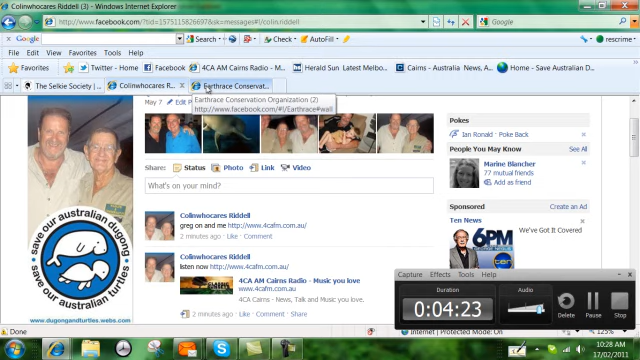 Colinwhocares Riddell (3) - Windows Internet Explorer
http://www.facebook.com/?tid=1575115826697&sk=messages#!/colin.riddell
Google
Google
Search
Check
AutoFill
rescrime
File Edit View Favorites Tools Help
Favorites
Home
Twitter
Facebook
4CA AM Cairns Radio - M...
Herald Sun Latest Melbo...
Cairns - Australia, Seven ...
Home - Save Australian D...
The Selkie Society | ...
Colinwhocares R...
Earthrace Conservat...
Earthrace Conservation Organization (2)
http://www.facebook.com/#!/Earthrace#wall
May 7
Share: Status Photo Link Video
What's on your mind?
Colinwhocares Riddell
greg on and me http://www.4cafm.com.au/
2 minutes ago · Like · Comment
Colinwhocares Riddell
listen now http://www.4cafm.com.au/
4CA AM Cairns Radio - Music you love
www.4cafm.com.au
4CA Cairns - News, Talk and Music you love.
2 minutes ago · Like · Comment · Share
save our australian dugong
save our australian turtles
www.dugongandturtles.webs.com
Pokes
Ian Ronald · Poke Back
People You May Know See All
Marine Blancher
77 mutual friends
Add as friend
Sponsored Create an Ad
Ten News
We've Got It Covered
6PM
ten
Capture Effects Tools Help
Duration
0:04:23
Audio
Delete
Pause
Stop
Done
Internet | Protected Mode: On
125%
10:28 AM
17/02/2011